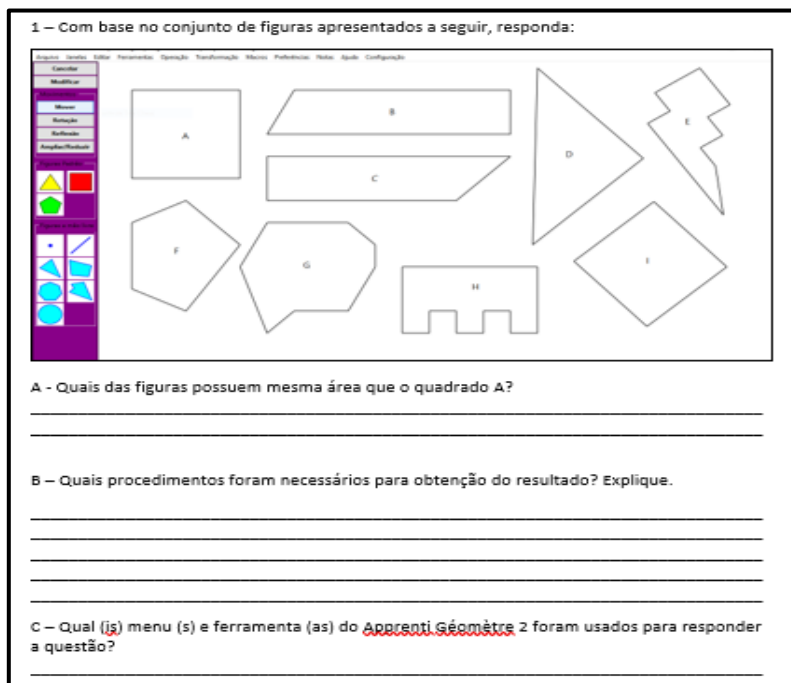 1 – Com base no conjunto de figuras apresentados a seguir, responda:
Arquivo Janelas Editar Ferramentas Operação Transformação Macros Preferências Notas Ajuda Configuração
Cancelar
Modificar
Mover
Rotação
Reflexão
Ampliar/Reduzir
A
B
C
D
E
F
G
H
I
A - Quais das figuras possuem mesma área que o quadrado A?
B – Quais procedimentos foram necessários para obtenção do resultado? Explique.
C – Qual (is) menu (s) e ferramenta (as) do Apprenti Géomètre 2 foram usados para responder
a questão?